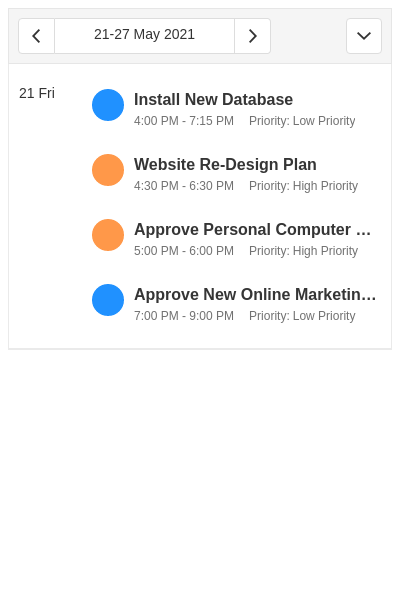 21-27 May 2021
21 Fri
Install New Database
4:00 PM - 7:15 PM Priority: Low Priority
Website Re-Design Plan
4:30 PM - 6:30 PM Priority: High Priority
Approve Personal Computer ...
5:00 PM - 6:00 PM Priority: High Priority
Approve New Online Marketin...
7:00 PM - 9:00 PM Priority: Low Priority